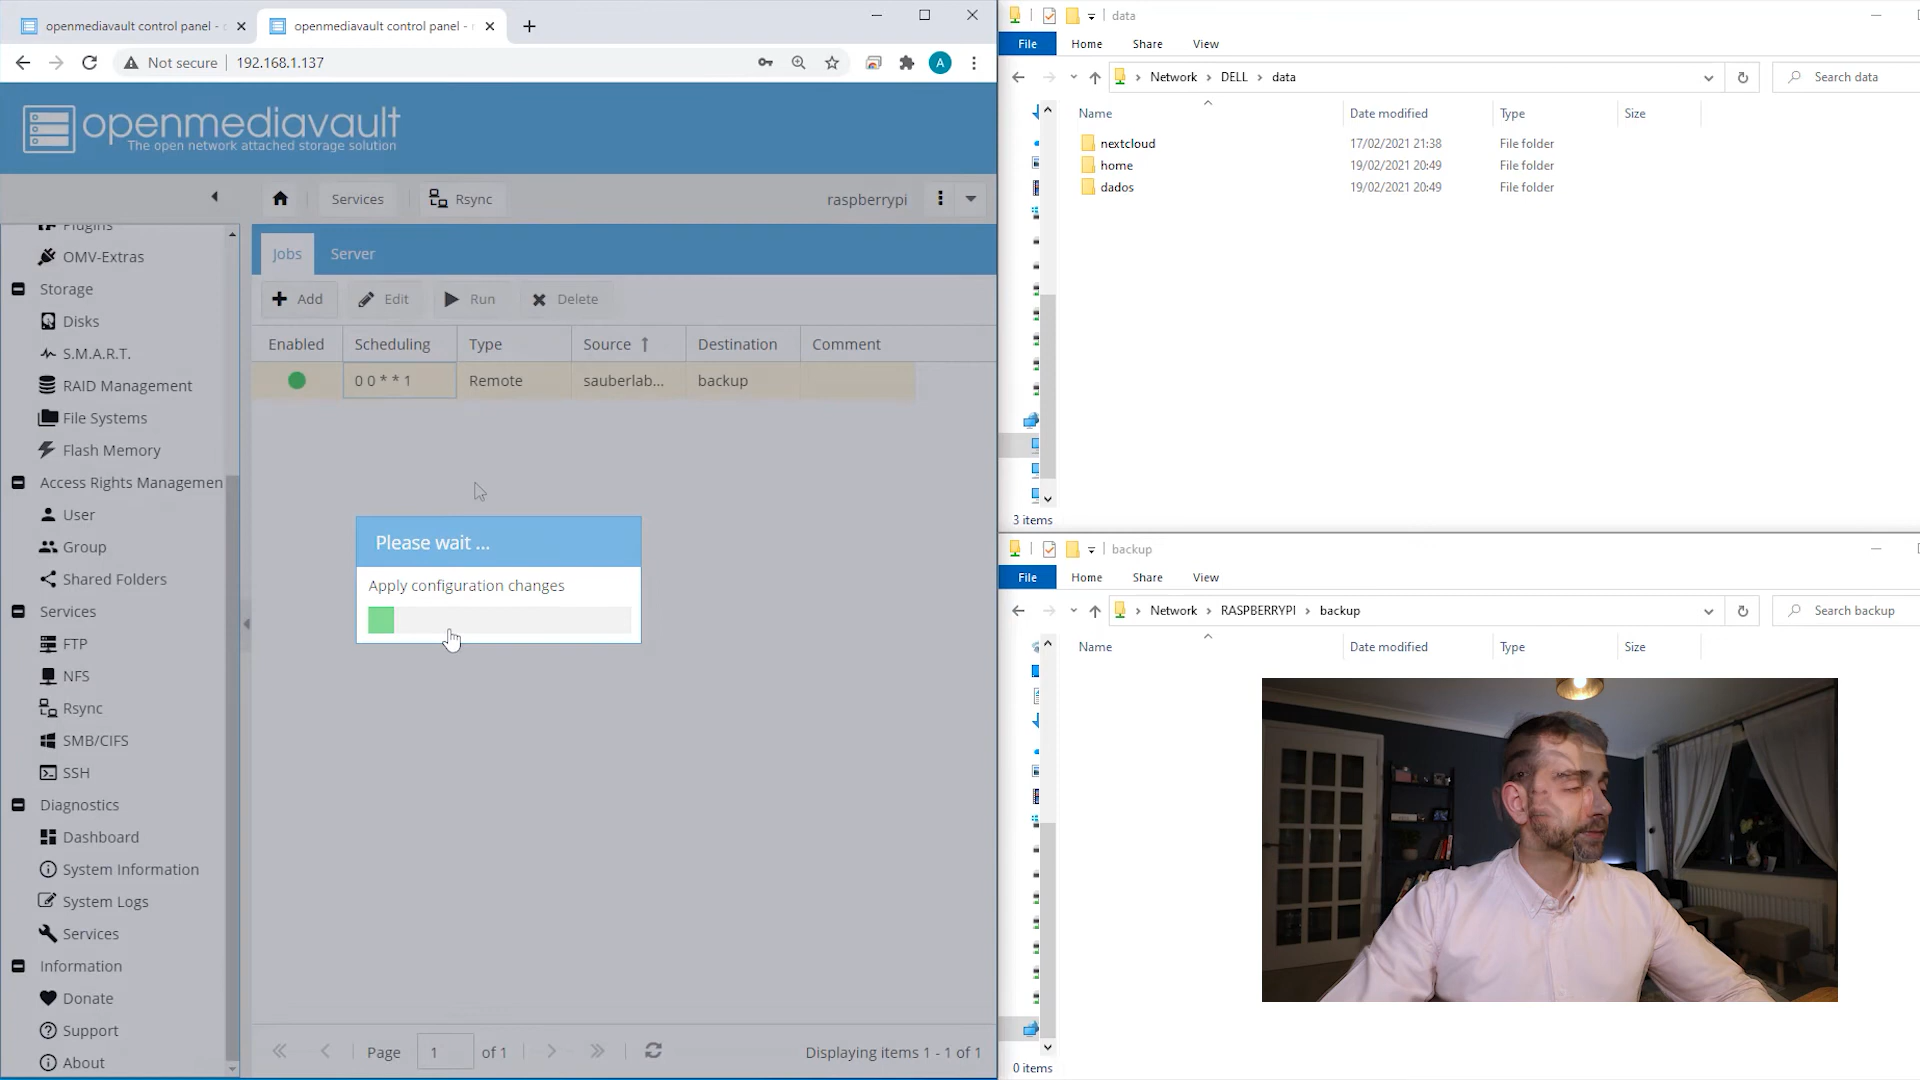 openmediavault control panel -
openmediavault control panel -
Not secure
192.168.1.137
A
openmediavault
The open network attached storage solution
Services
Rsync
raspberrypi
Plugins
OMV-Extras
Storage
Disks
S.M.A.R.T.
RAID Management
File Systems
Flash Memory
Access Rights Managemen
User
Group
Shared Folders
Services
FTP
NFS
Rsync
SMB/CIFS
SSH
Diagnostics
Dashboard
System Information
System Logs
Services
Information
Donate
Support
About
Jobs
Server
Add
Edit
Run
Delete
Enabled
Scheduling
Type
Source
Destination
Comment
0 0 * * 1
Remote
sauberlab...
backup
Please wait ...
Apply configuration changes
Page
1
of 1
Displaying items 1 - 1 of 1
data
File
Home
Share
View
Network
DELL
data
Search data
Name
Date modified
Type
Size
nextcloud
17/02/2021 21:38
File folder
home
19/02/2021 20:49
File folder
dados
19/02/2021 20:49
File folder
3 items
backup
File
Home
Share
View
Network
RASPBERRYPI
backup
Search backup
Name
Date modified
Type
Size
0 items